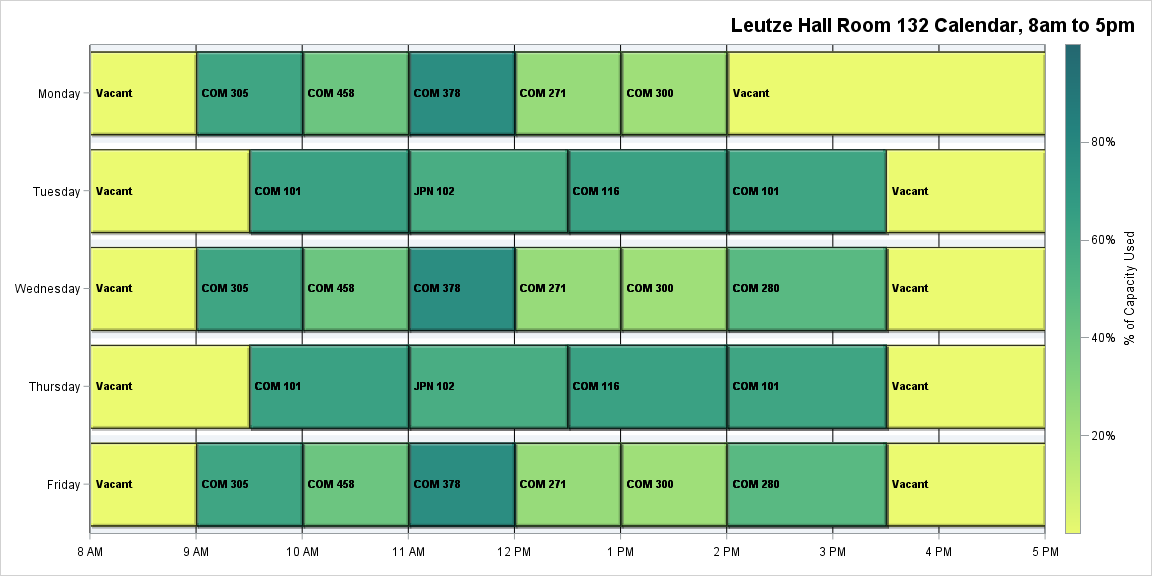 Leutze Hall Room 132 Calendar, 8am to 5pm
Monday
Vacant
COM 305
COM 458
COM 378
COM 271
COM 300
Vacant
Tuesday
Vacant
COM 101
JPN 102
COM 116
COM 101
Vacant
Wednesday
Vacant
COM 305
COM 458
COM 378
COM 271
COM 300
COM 280
Vacant
Thursday
Vacant
COM 101
JPN 102
COM 116
COM 101
Vacant
Friday
Vacant
COM 305
COM 458
COM 378
COM 271
COM 300
COM 280
Vacant
8 AM
9 AM
10 AM
11 AM
12 PM
1 PM
2 PM
3 PM
4 PM
5 PM
80%
60%
40%
20%
% of Capacity Used